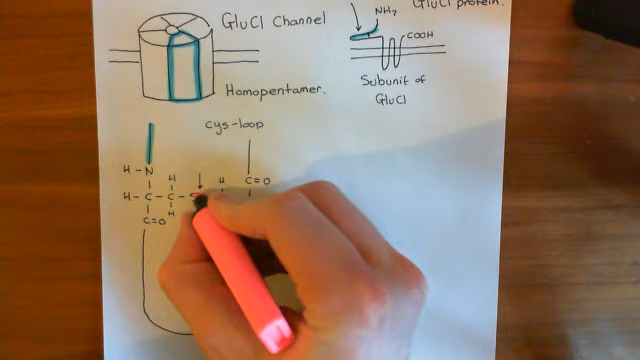 GluCl Channel
GluCl protein.
NH2
COOH
Subunit of
GluCl
Homopentamer.
Cys-loop
H - N
H
H
C = O
H - C - C -
C = O
H